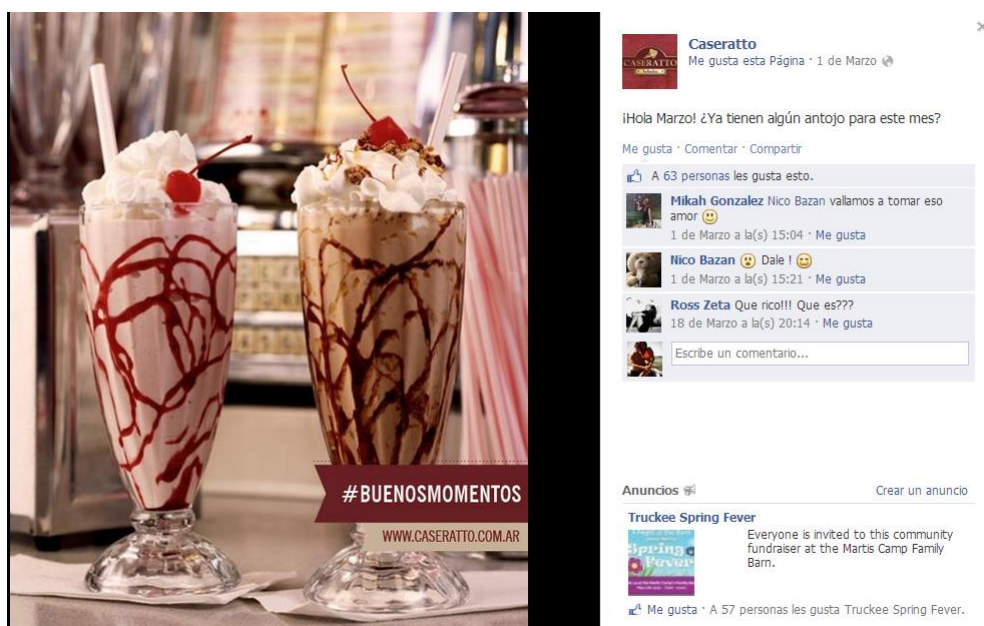 #BUENOSMOMENTOS
WWW.CASERATTO.COM.AR
CASERATTO
Caseratto
Me gusta esta Página · 1 de Marzo
¡Hola Marzo! ¿Ya tienen algún antojo para este mes?
Me gusta · Comentar · Compartir
A 63 personas les gusta esto.
Mikah Gonzalez Nico Bazan vallamos a tomar eso
amor
1 de Marzo a la(s) 15:04 · Me gusta
Nico Bazan Dale !
1 de Marzo a la(s) 15:21 · Me gusta
Ross Zeta Que rico!!! Que es???
18 de Marzo a la(s) 20:14 · Me gusta
Escribe un comentario...
Anuncios
Crear un anuncio
Truckee Spring Fever
Spring
Fever
Everyone is invited to this community
fundraiser at the Martis Camp Family
Barn.
Me gusta · A 57 personas les gusta Truckee Spring Fever.